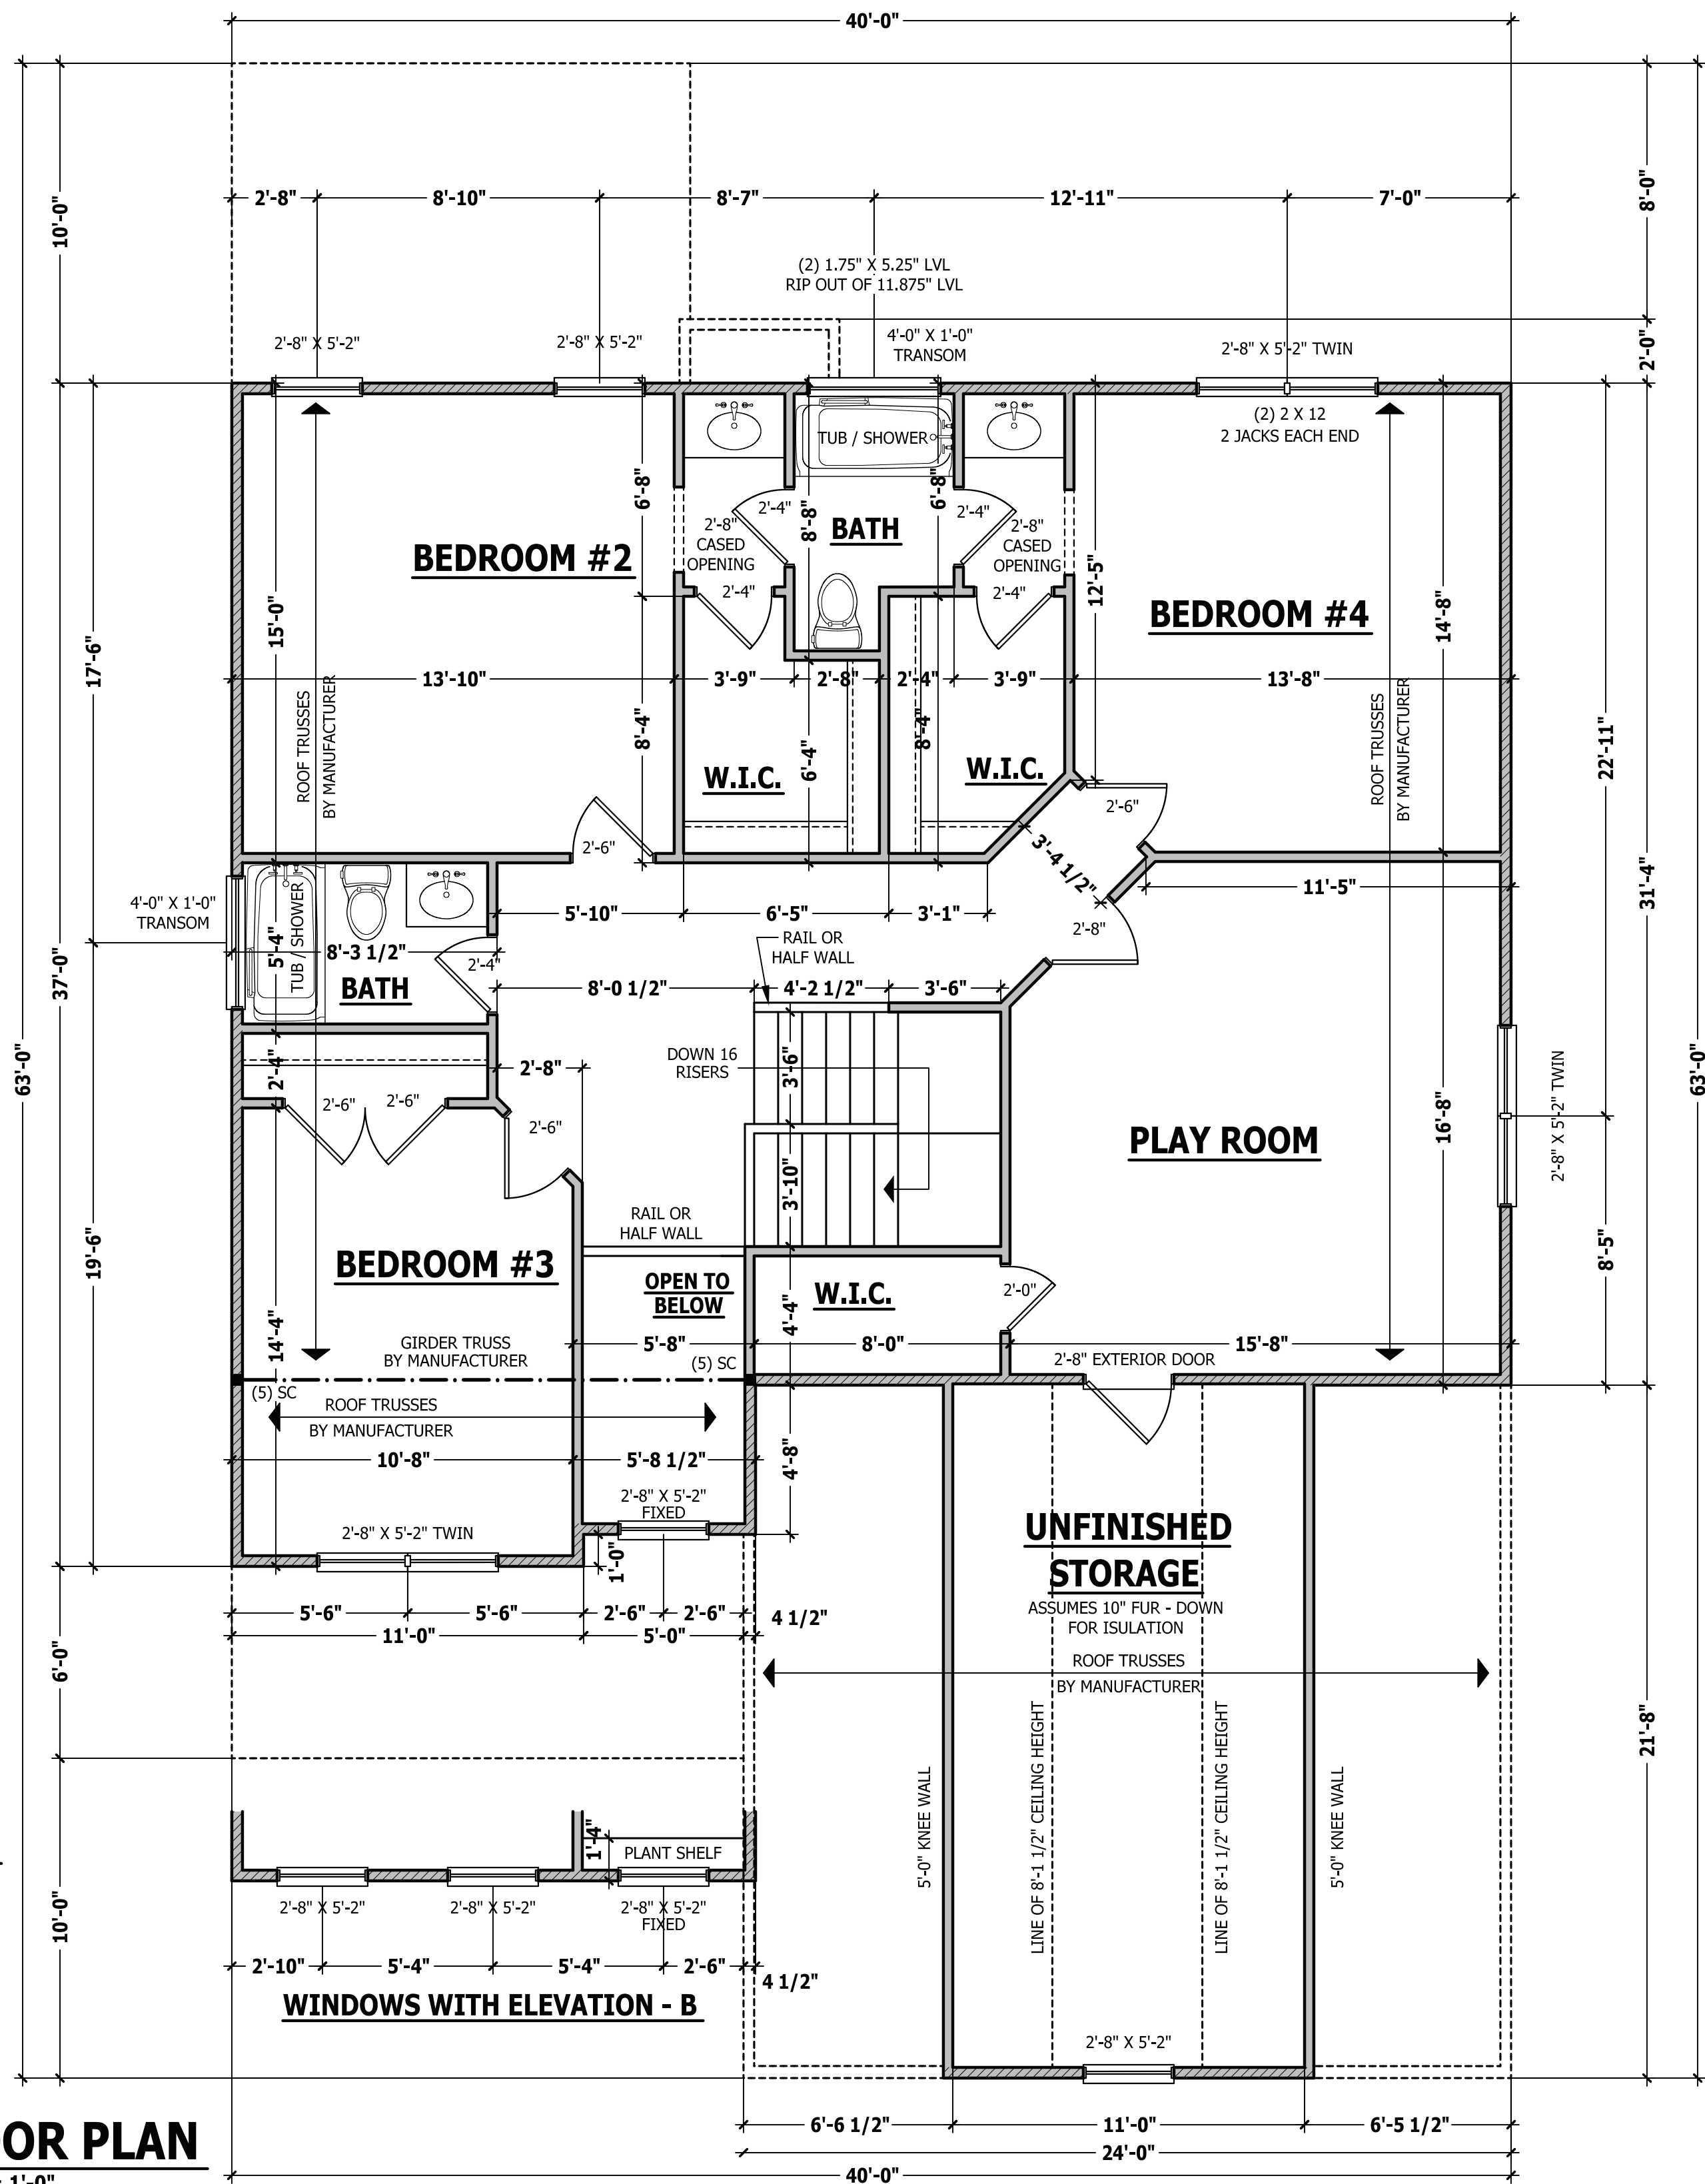 40'-0"
2'-8"
8'-10"
8'-7"
12'-11"
7'-0"
10'-0"
8'-0"
(2) 1.75" X 5.25" LVL
RIP OUT OF 11.875" LVL
2'-8" X 5'-2"
2'-8" X 5'-2"
4'-0" X 1'-0"
TRANSOM
2'-8" X 5'-2" TWIN
2'-0"
(2) 2 X 12
2 JACKS EACH END
TUB / SHOWER
6'-8"
8'-8"
6'-8"
2'-4"
2'-4"
2'-8"
CASED
OPENING
BATH
2'-8"
CASED
OPENING
BEDROOM #2
2'-4"
2'-4"
12'-5"
BEDROOM #4
15'-0"
14'-8"
17'-6"
13'-10"
3'-9"
2'-8"
2'-4"
3'-9"
13'-8"
ROOF TRUSSES
BY MANUFACTURER
8'-4"
6'-4"
8'-4"
ROOF TRUSSES
BY MANUFACTURER
22'-11"
W.I.C.
W.I.C.
2'-6"
2'-6"
3'-4 1/2"
31'-4"
11'-5"
4'-0" X 1'-0"
TRANSOM
TUB / SHOWER
5'-4"
8'-3 1/2"
BATH
2'-4"
5'-10"
6'-5"
3'-1"
2'-8"
RAIL OR
HALF WALL
37'-0"
8'-0 1/2"
4'-2 1/2"
3'-6"
63'-0"
63'-0"
2'-4"
2'-8"
DOWN 16
RISERS
3'-6"
2'-6"
2'-6"
2'-6"
PLAY ROOM
16'-8"
2'-8" X 5'-2" TWIN
3'-10"
RAIL OR
HALF WALL
19'-6"
8'-5"
BEDROOM #3
OPEN TO
BELOW
W.I.C.
2'-0"
4'-4"
14'-4"
GIRDER TRUSS
BY MANUFACTURER
5'-8"
8'-0"
15'-8"
(5) SC
2'-8" EXTERIOR DOOR
(5) SC
ROOF TRUSSES
BY MANUFACTURER
10'-8"
5'-8 1/2"
4'-8"
2'-8" X 5'-2"
FIXED
2'-8" X 5'-2" TWIN
1'-0"
UNFINISHED
STORAGE
ASSUMES 10" FUR - DOWN
FOR ISULATION
5'-6"
5'-6"
2'-6"
2'-6"
4 1/2"
11'-0"
5'-0"
6'-0"
ROOF TRUSSES
BY MANUFACTURER
21'-8"
5'-0" KNEE WALL
LINE OF 8'-1 1/2" CEILING HEIGHT
LINE OF 8'-1 1/2" CEILING HEIGHT
5'-0" KNEE WALL
1'-4"
PLANT SHELF
10'-0"
2'-8" X 5'-2"
2'-8" X 5'-2"
2'-8" X 5'-2"
FIXED
2'-10"
5'-4"
5'-4"
2'-6"
4 1/2"
WINDOWS WITH ELEVATION - B
2'-8" X 5'-2"
6'-6 1/2"
11'-0"
6'-5 1/2"
24'-0"
OOR PLAN
1'-0"
40'-0"